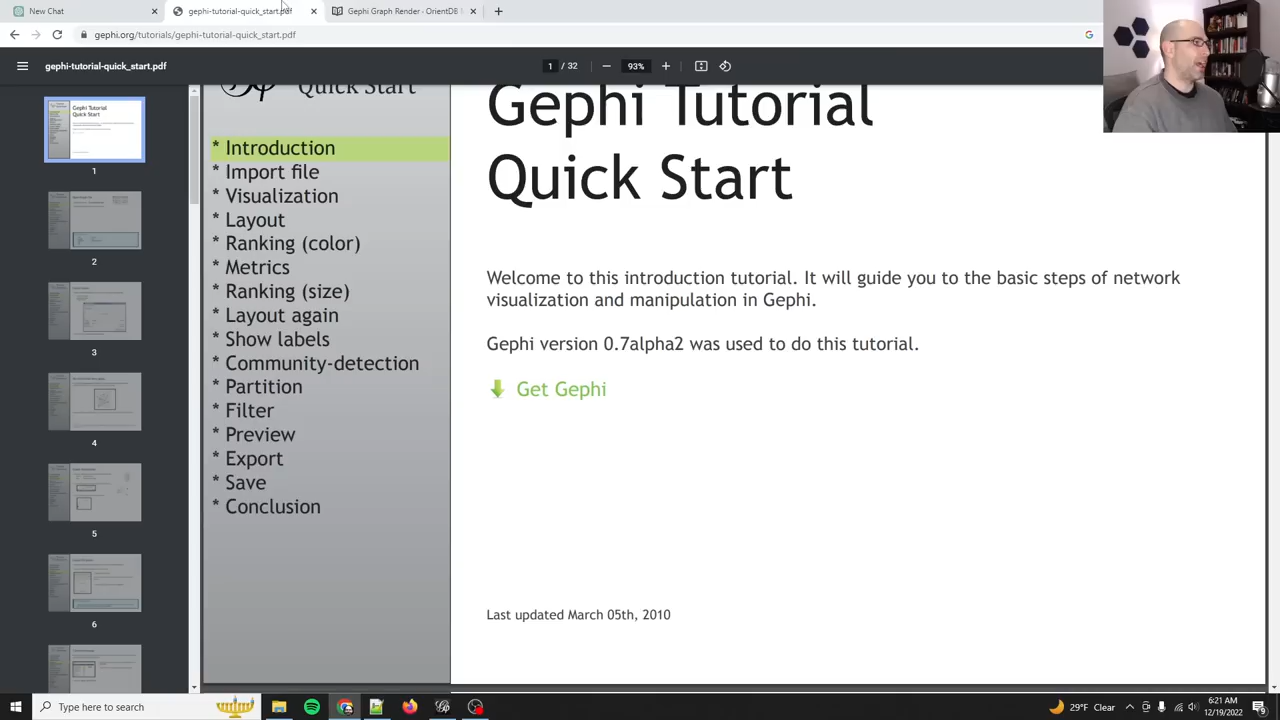 New Chat
gephi-tutorial-quick_start.pdf
Gephi Graph Render - OrientDB
gephi.org/tutorials/gephi-tutorial-quick_start.pdf
gephi-tutorial-quick_start.pdf
1 / 32
93%
Quick Start
* Introduction
* Import file
* Visualization
* Layout
* Ranking (color)
* Metrics
* Ranking (size)
* Layout again
* Show labels
* Community-detection
* Partition
* Filter
* Preview
* Export
* Save
* Conclusion
1
2
3
4
5
6
Gephi Tutorial
Quick Start
Welcome to this introduction tutorial. It will guide you to the basic steps of network
visualization and manipulation in Gephi.
Gephi version 0.7alpha2 was used to do this tutorial.
Get Gephi
Last updated March 05th, 2010
Type here to search
29°F Clear
6:21 AM
12/19/2022